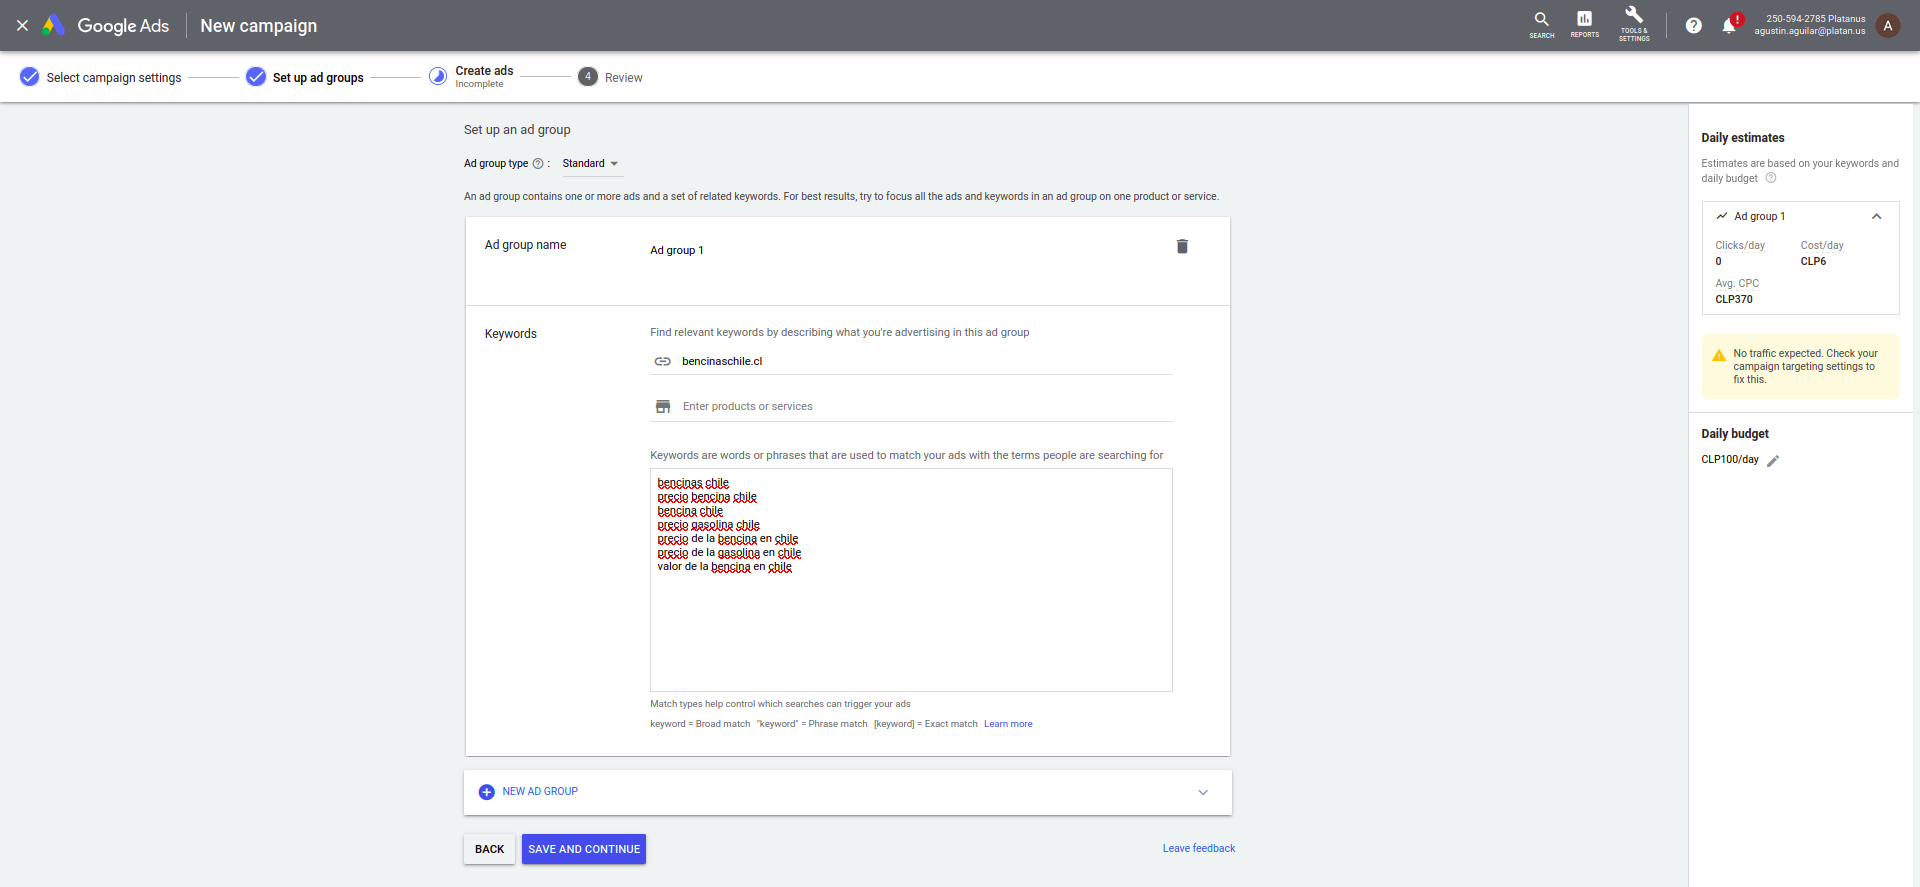 Google Ads
New campaign
SEARCH
REPORTS
TOOLS &
SETTINGS
?
!
250-594-2785 Platanus
agustin.aguilar@platan.us
A
Select campaign settings
Set up ad groups
Create ads
Incomplete
4
Review
Set up an ad group
Ad group type ? :
Standard
An ad group contains one or more ads and a set of related keywords. For best results, try to focus all the ads and keywords in an ad group on one product or service.
Ad group name
Ad group 1
Keywords
Find relevant keywords by describing what you're advertising in this ad group
bencinaschile.cl
Enter products or services
Keywords are words or phrases that are used to match your ads with the terms people are searching for
bencinas chile
precio bencina chile
bencina chile
precio gasolina chile
precio de la bencina en chile
precio de la gasolina en chile
valor de la bencina en chile
Match types help control which searches can trigger your ads
keyword = Broad match "keyword" = Phrase match [keyword] = Exact match Learn more
NEW AD GROUP
BACK
SAVE AND CONTINUE
Leave feedback
Daily estimates
Estimates are based on your keywords and
daily budget ?
Ad group 1
Clicks/day
Cost/day
0
CLP6
Avg. CPC
CLP370
No traffic expected. Check your
campaign targeting settings to
fix this.
Daily budget
CLP100/day